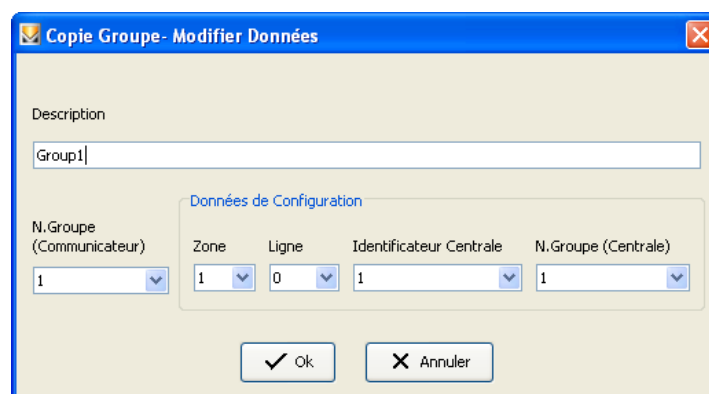 Copie Groupe- Modifier Données
Description
Group1
Données de Configuration
N.Groupe
(Communicateur)
Zone
Ligne
Identificateur Centrale
N.Groupe (Centrale)
1
1
0
1
1
Ok
Annuler